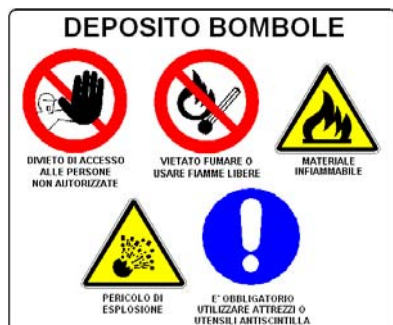 DEPOSITO BOMBOLE
DIVIETO DI ACCESSO
ALLE PERSONE
NON AUTORIZZATE
VIETATO FUMARE O
USARE FIAMME LIBERE
MATERIALE
INFIAMMABILE
PERICOLO DI
ESPLOSIONE
E' OBBLIGATORIO
UTILIZZARE ATTREZZI O
UTENSILI ANTISCINTILLA